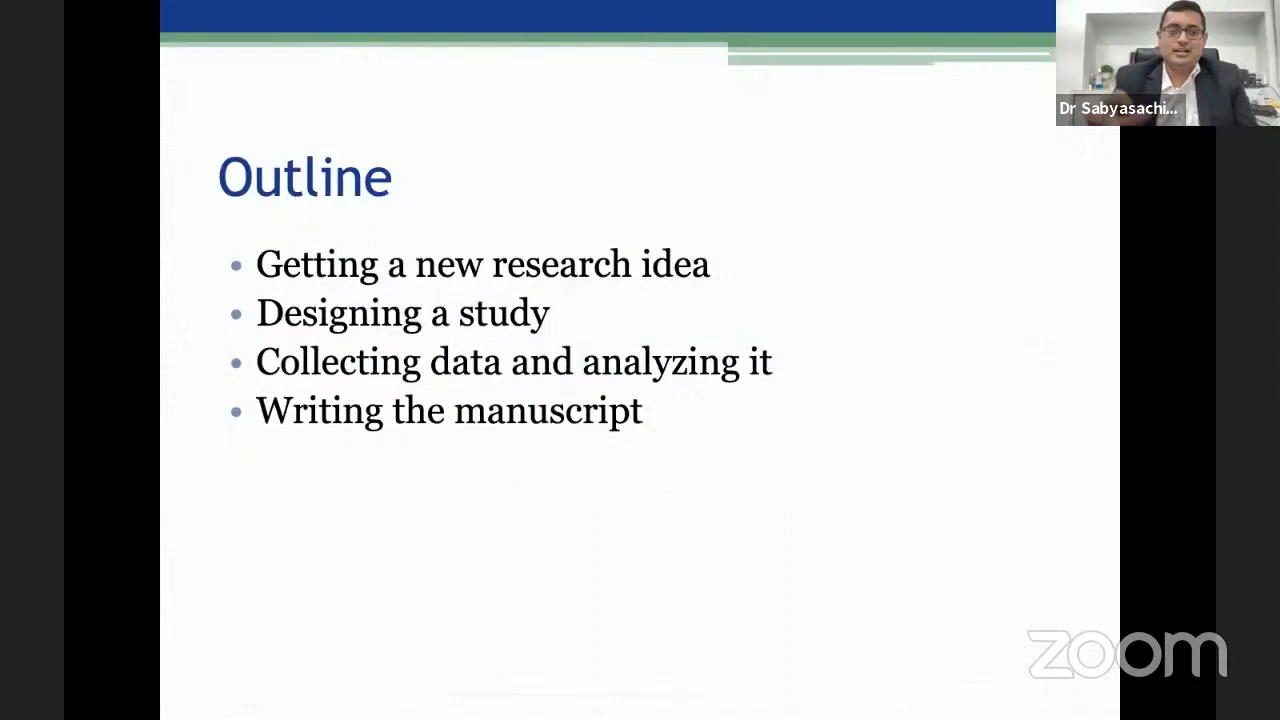 Dr Sabyasachi...
Outline
• Getting a new research idea
• Designing a study
• Collecting data and analyzing it
• Writing the manuscript
zoom